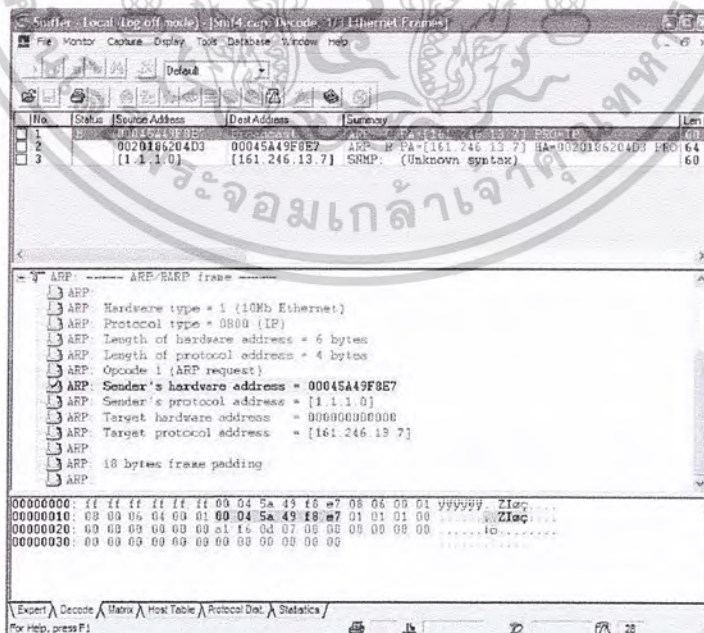 Sniffer - Local (Log off mode) - [Snif4.cap: Decode, 1/3 Ethernet Frames]
File Monitor Capture Display Tools Database Window Help
Default
No. Status Source Address Dest Address Summary Len
1 00045A49F8E7 Broadcast ARP: C PA=[161.246.13.7] PRO=IP 60
2 0020186204D3 00045A49F8E7 ARP: R PA=[161.246.13.7] HA=0020186204D3 PRO 64
3 [1.1.1.0] [161.246.13.7] SNMP: (Unknown syntax) 60
ARP: ----- ARP/RARP frame -----
ARP:
ARP: Hardware type = 1 (10Mb Ethernet)
ARP: Protocol type = 0800 (IP)
ARP: Length of hardware address = 6 bytes
ARP: Length of protocol address = 4 bytes
ARP: Opcode 1 (ARP request)
ARP: Sender's hardware address = 00045A49F8E7
ARP: Sender's protocol address = [1.1.1.0]
ARP: Target hardware address = 000000000000
ARP: Target protocol address = [161.246.13.7]
ARP:
ARP: 18 bytes frame padding
ARP:
00000000: ff ff ff ff ff ff 00 04 5a 49 f8 e7 08 06 00 01 ÿÿÿÿÿÿ. ZIøç
00000010: 08 00 06 04 00 01 00 04 5a 49 f8 e7 01 01 01 00 ZIøç
00000020: 00 00 00 00 00 00 a1 f6 0d 07 00 00 00 00 00 00
00000030: 00 00 00 00 00 00 00 00 00 00 00 00
Expert Decode Matrix Host Table Protocol Dist. Statistics
For Help, press F1 28